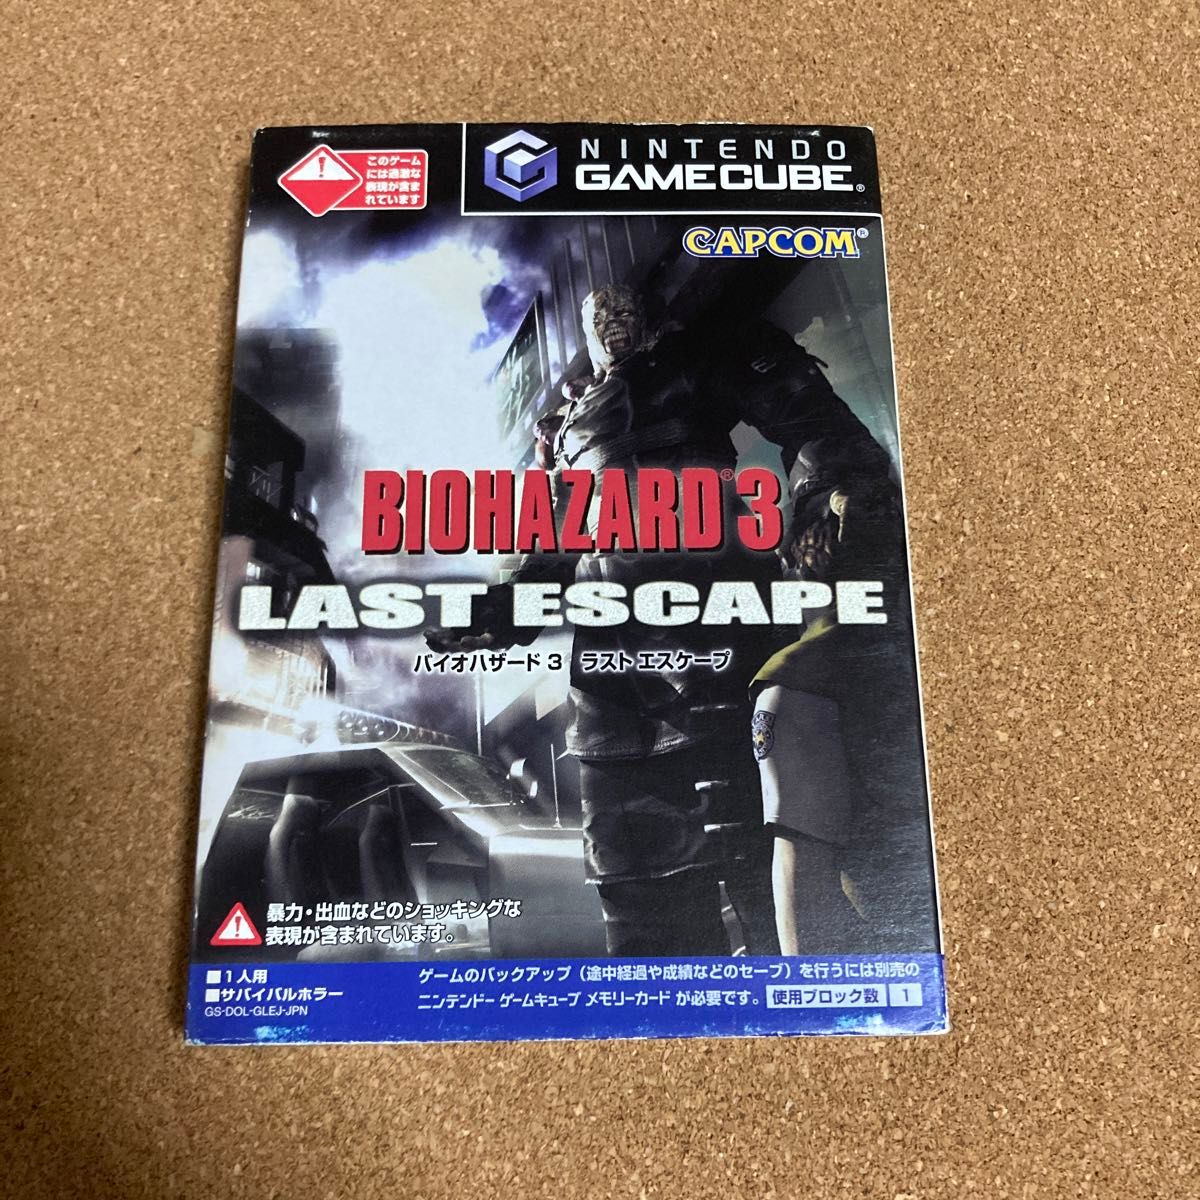 このゲーム
には過激な
表現が含ま
れています
NINTENDO
GAMECUBE®
CAPCOM®
BIOHAZARD® 3
LAST ESCAPE
バイオハザード 3 ラスト エスケープ
暴力・出血などのショッキングな
表現が含まれています。
■1人用
■サバイバルホラー
GS-DOL-GLEJ-JPN
ゲームのバックアップ（途中経過や成績などのセーブ）を行うには別売の
ニンテンドーゲームキューブ メモリーカード が必要です。 使用ブロック数 1